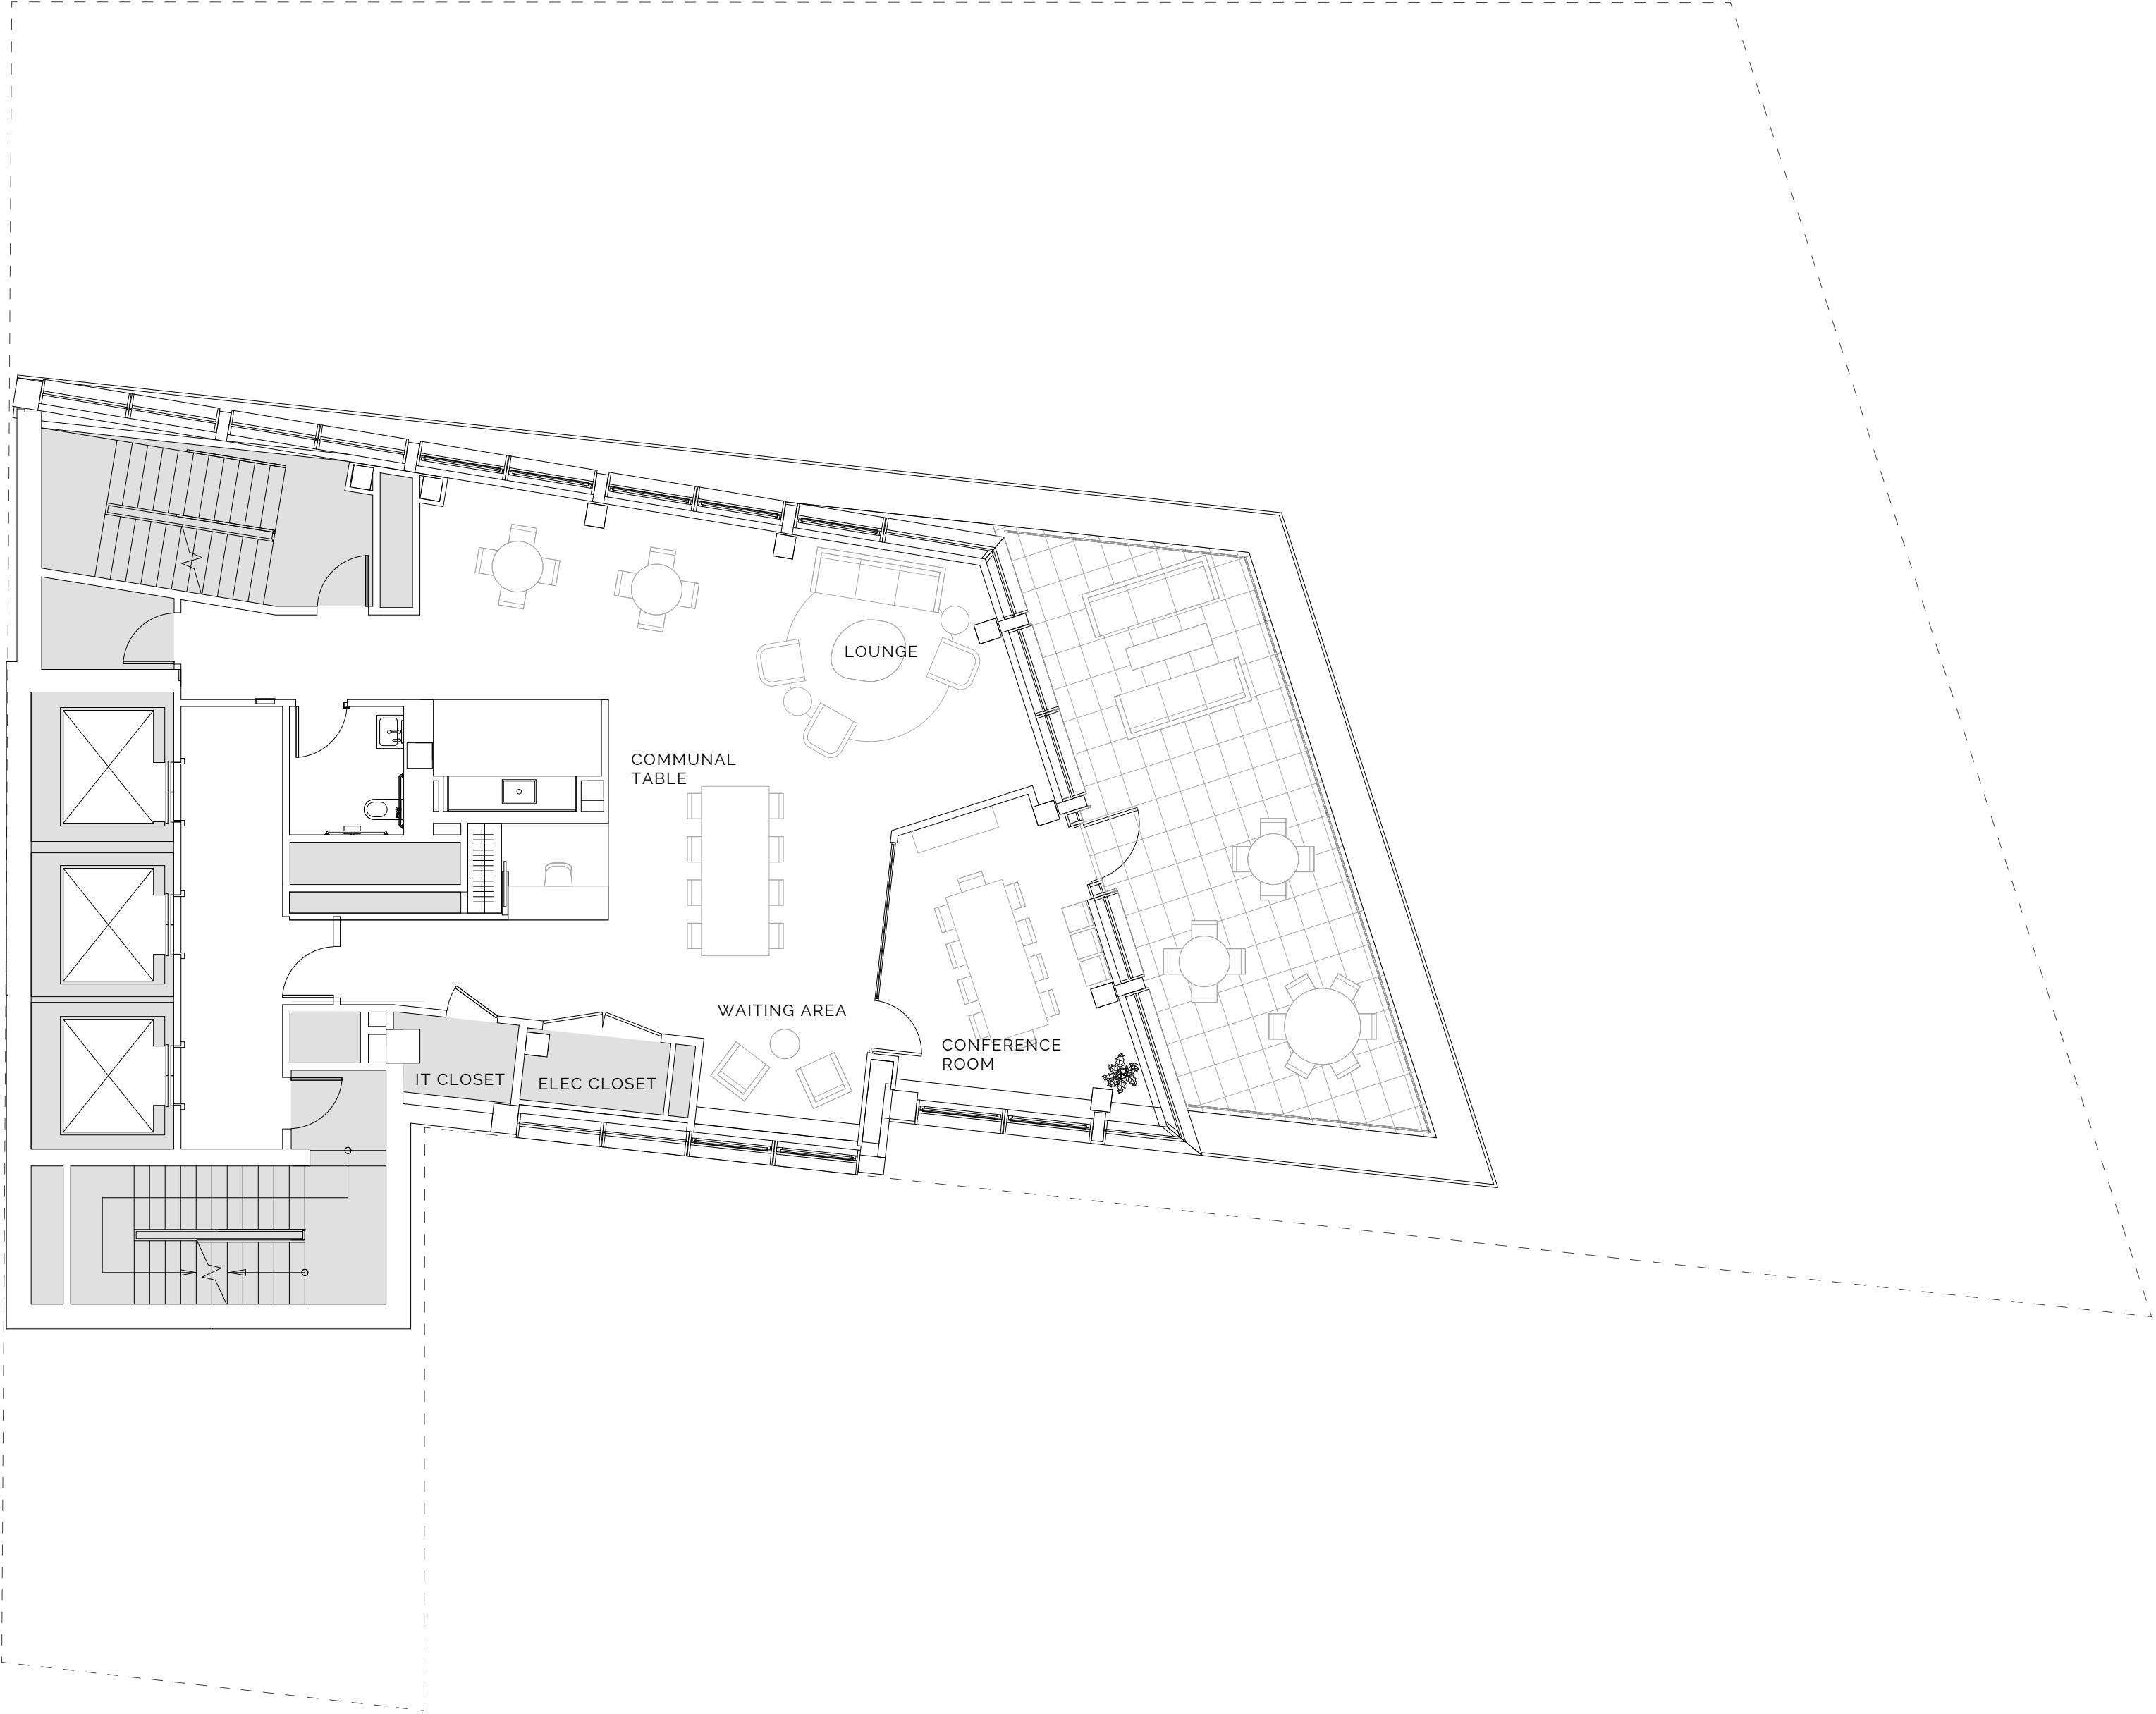 LOUNGE
COMMUNAL
TABLE
WAITING AREA
CONFERENCE
ROOM
IT CLOSET
ELEC CLOSET